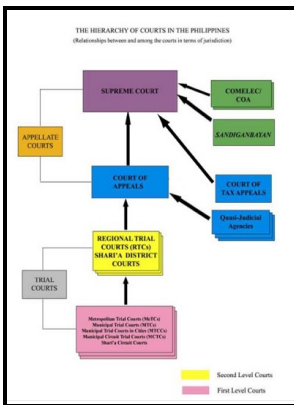 THE HIERARCHY OF COURTS IN THE PHILIPPINES
(Relationships between and among the courts in terms of jurisdiction)
SUPREME COURT
COMELEC/
COA
SANDIGANBAYAN
APPELLATE
COURTS
COURT OF
APPEALS
COURT OF
TAX APPEALS
Quasi-Judicial
Agencies
REGIONAL TRIAL
COURTS (RTCs)
SHARI'A DISTRICT
COURTS
TRIAL
COURTS
Metropolitan Trial Courts (MeTCs)
Municipal Trial Courts (MTCs)
Municipal Trial Courts in Cities (MTCCs)
Municipal Circuit Trial Courts (MCTCs)
Shari'a Circuit Courts
Second Level Courts
First Level Courts